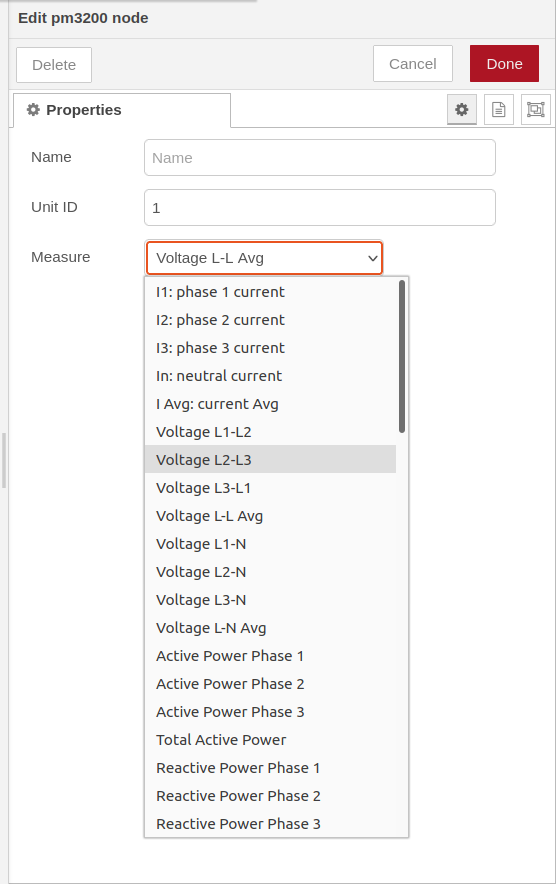 Edit pm3200 node
Delete
Cancel
Done
Properties
Name
Name
Unit ID
1
Measure
Voltage L-L Avg
I1: phase 1 current
I2: phase 2 current
I3: phase 3 current
In: neutral current
I Avg: current Avg
Voltage L1-L2
Voltage L2-L3
Voltage L3-L1
Voltage L-L Avg
Voltage L1-N
Voltage L2-N
Voltage L3-N
Voltage L-N Avg
Active Power Phase 1
Active Power Phase 2
Active Power Phase 3
Total Active Power
Reactive Power Phase 1
Reactive Power Phase 2
Reactive Power Phase 3